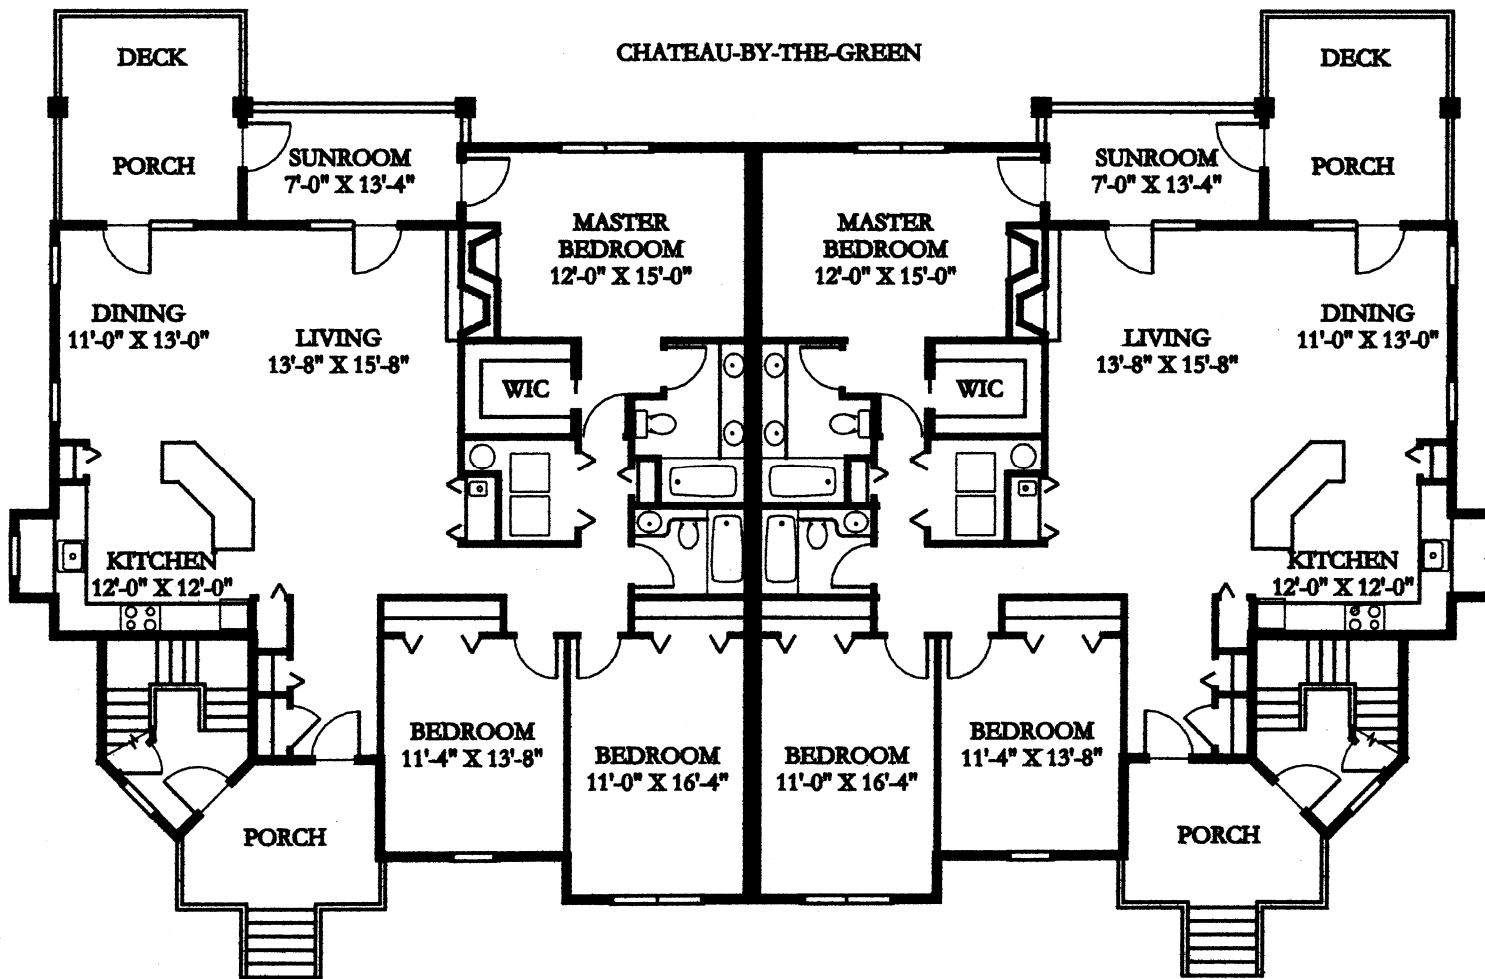 CHATEAU-BY-THE-GREEN
DECK
DECK
PORCH
SUNROOM
7'-0" X 13'-4"
SUNROOM
7'-0" X 13'-4"
PORCH
MASTER
BEDROOM
12'-0" X 15'-0"
MASTER
BEDROOM
12'-0" X 15'-0"
DINING
11'-0" X 13'-0"
LIVING
13'-8" X 15'-8"
LIVING
13'-8" X 15'-8"
DINING
11'-0" X 13'-0"
WIC
WIC
KITCHEN
12'-0" X 12'-0"
KITCHEN
12'-0" X 12'-0"
BEDROOM
11'-4" X 13'-8"
BEDROOM
11'-0" X 16'-4"
BEDROOM
11'-0" X 16'-4"
BEDROOM
11'-4" X 13'-8"
PORCH
PORCH